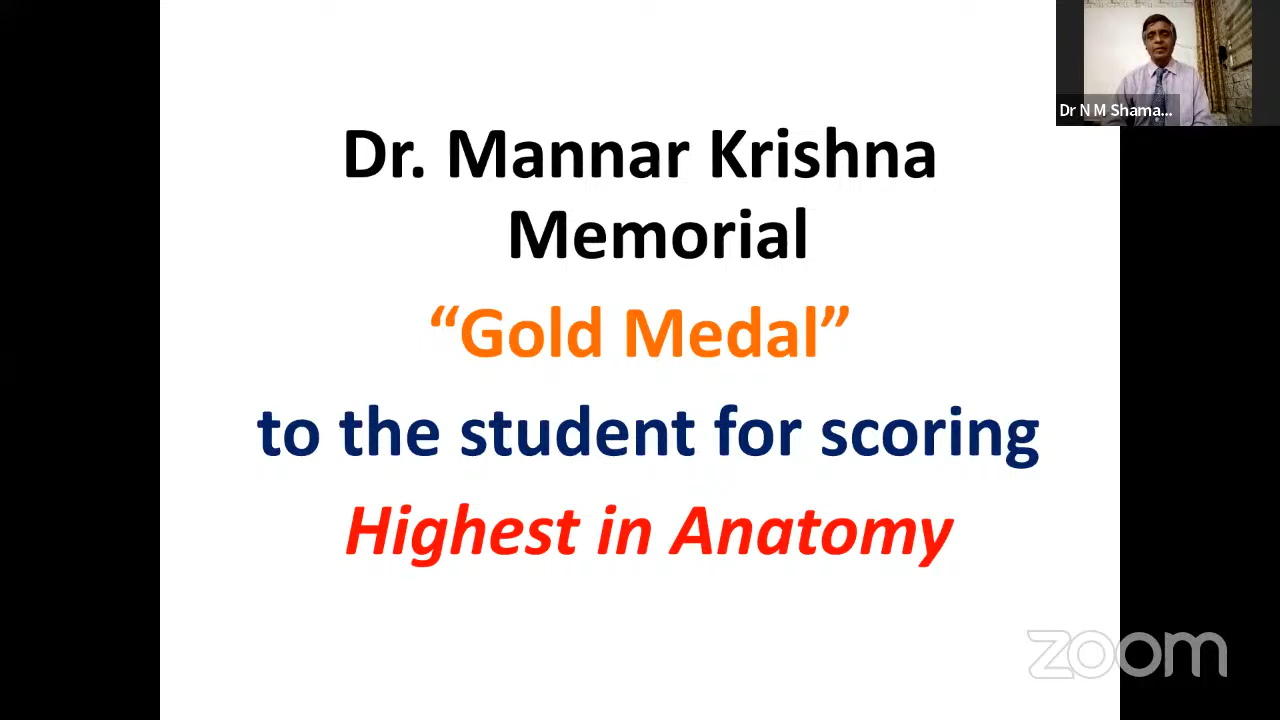 Dr N M Shama...
Dr. Mannar Krishna
Memorial
“Gold Medal”
to the student for scoring
Highest in Anatomy
zoom